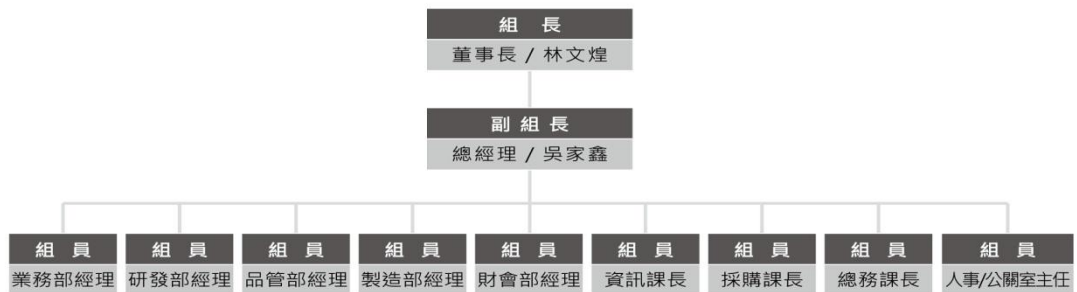 組 長
董事長 / 林文煌
副 組 長
總經理 / 吳家鑫
組 員 組 員 組 員 組 員 組 員 組 員 組 員 組 員 組 員
業務部經理 研發部經理 品管部經理 製造部經理 財會部經理 資訊課長 採購課長 總務課長 人事/公關室主任